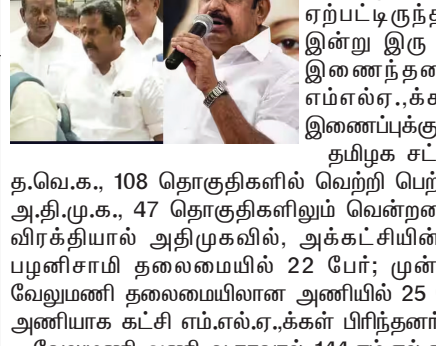 ஏற்பட்டிருந்த
இன்று இரு
இணைந்தன
எம்எல்ஏ.,க்க
இணைப்புக்கு
தமிழக சட்
த.வெ.க., 108 தொகுதிகளில் வெற்றி பெற்
அ.தி.மு.க., 47 தொகுதிகளிலும் வென்றன
விரக்தியால் அதிமுகவில், அக்கட்சியின்
பழனிசாமி தலைமையில் 22 பேர்; முன்
வேலுமணி தலைமையிலான அணியில் 25
அணியாக கட்சி எம்.எல்.ஏ.,க்கள் பிரிந்தனர்